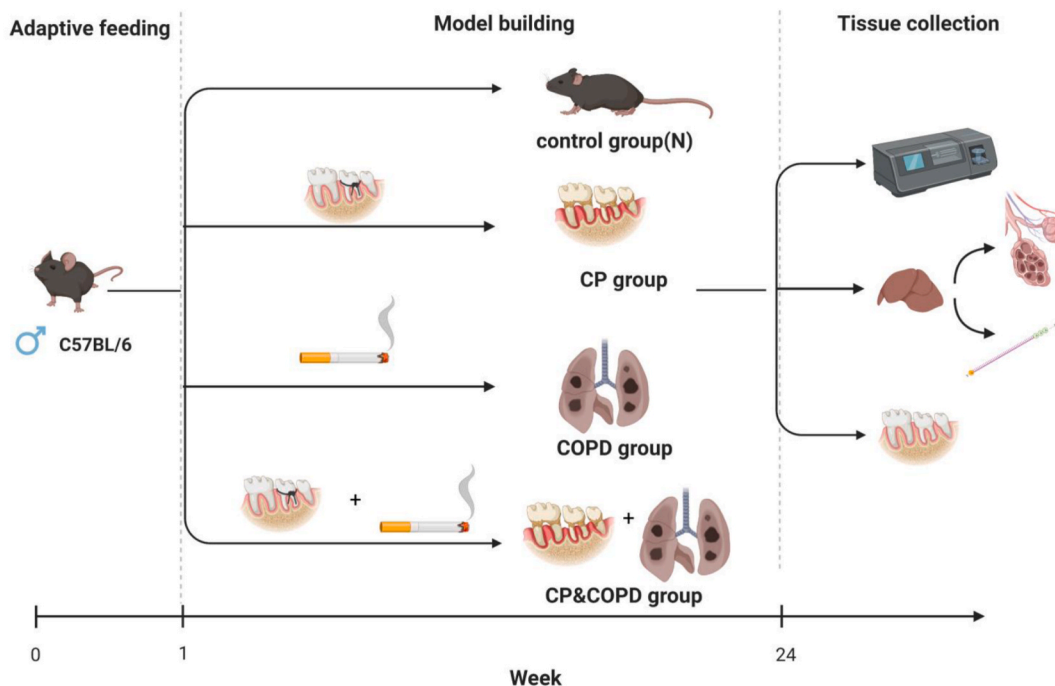 Adaptive feeding
Model building
Tissue collection
control group(N)
CP group
C57BL/6
COPD group
+
+
CP&COPD group
0
1
24
Week